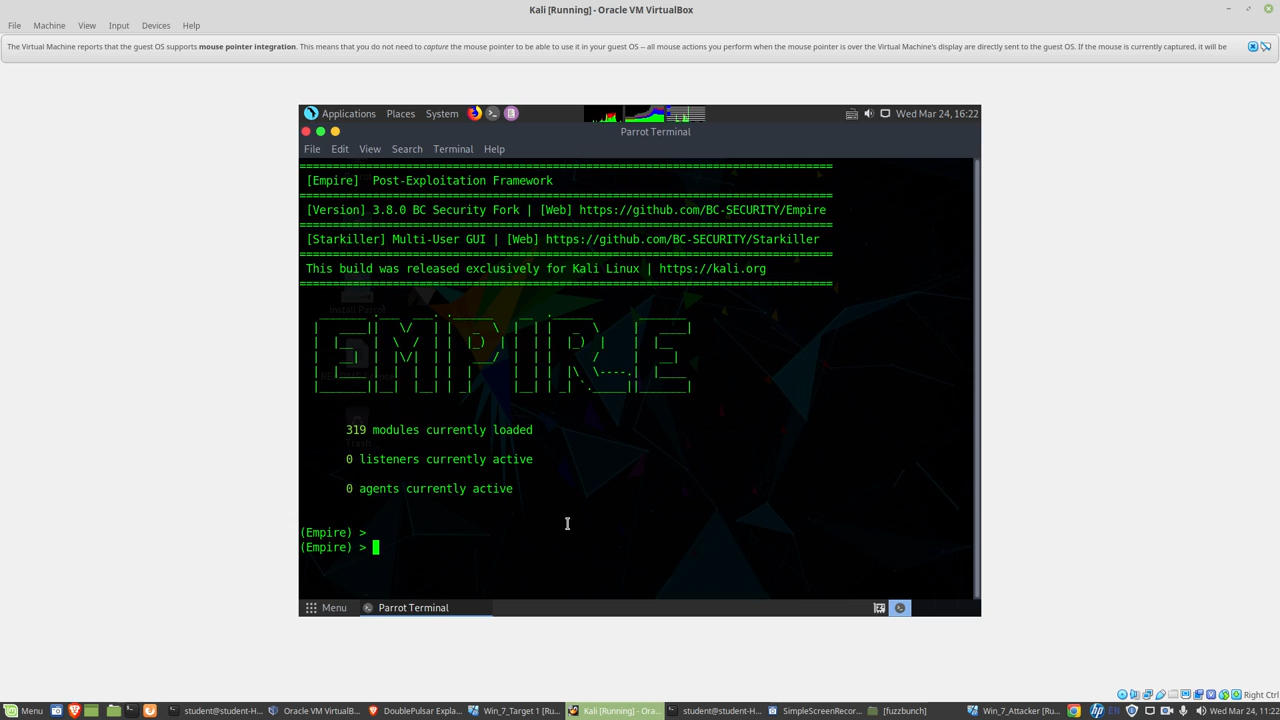 Kali [Running] - Oracle VM VirtualBox
File Machine View Input Devices Help
The Virtual Machine reports that the guest OS supports mouse pointer integration. This means that you do not need to capture the mouse pointer to be able to use it in your guest OS -- all mouse actions you perform when the mouse pointer is over the Virtual Machine's display are directly sent to the guest OS. If the mouse is currently captured, it will be
Applications Places System Wed Mar 24, 16:22
Parrot Terminal
File Edit View Search Terminal Help
================================================================================
[Empire] Post-Exploitation Framework
================================================================================
[Version] 3.8.0 BC Security Fork | [Web] https://github.com/BC-SECURITY/Empire
================================================================================
[Starkiller] Multi-User GUI | [Web] https://github.com/BC-SECURITY/Starkiller
================================================================================
This build was released exclusively for Kali Linux | https://kali.org
================================================================================
EMPIRE
319 modules currently loaded
0 listeners currently active
0 agents currently active
(Empire) >
(Empire) >
Menu Parrot Terminal
Right Ctrl
Menu student@student-H... Oracle VM VirtualB... DoublePulsar Expla... Win_7_Target 1 [Ru... Kali [Running] - Ora... student@student-H... SimpleScreenRecor... [fuzzbunch] Win_7_Attacker [Ru... EN Wed Mar 24, 11:23